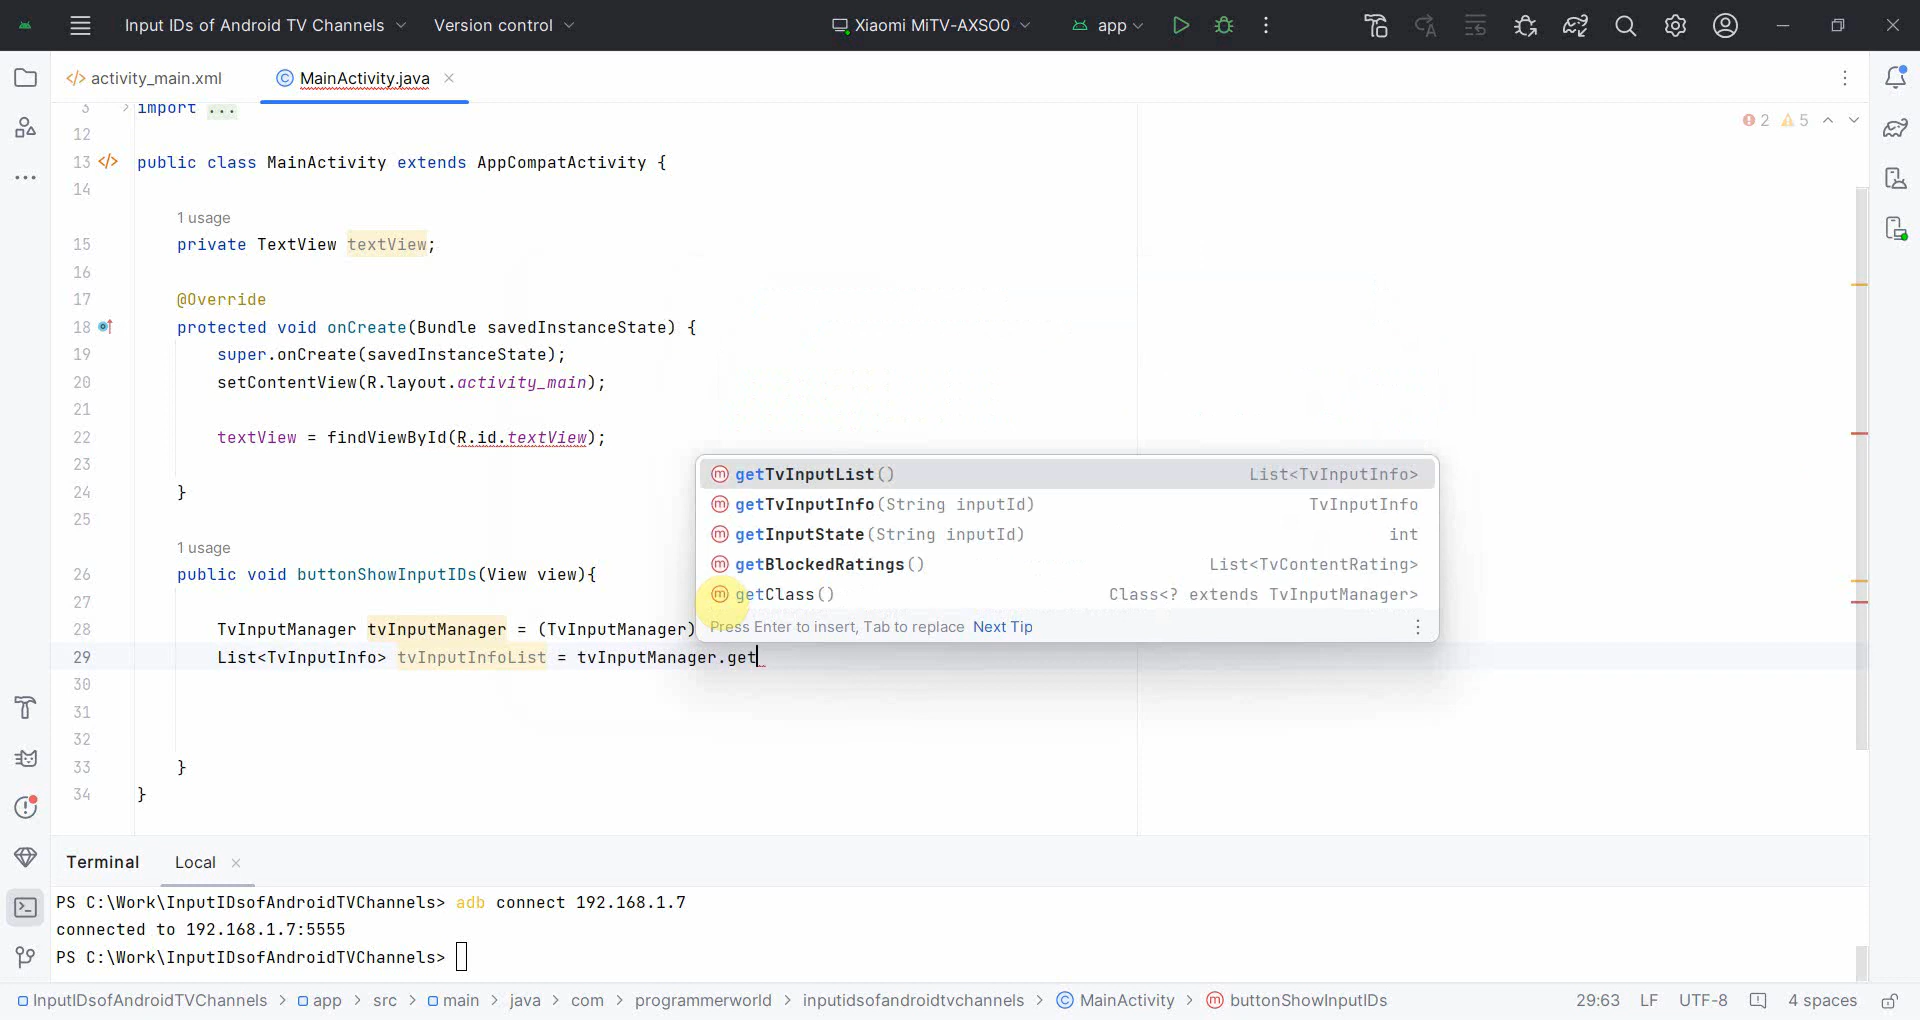 Input IDs of Android TV Channels Version control Xiaomi MiTV-AXSO0 app
activity_main.xml MainActivity.java
2 5
3 import ...
12
13 public class MainActivity extends AppCompatActivity {
14
1 usage
15 private TextView textView;
16
17 @Override
18 protected void onCreate(Bundle savedInstanceState) {
19 super.onCreate(savedInstanceState);
20 setContentView(R.layout.activity_main);
21
22 textView = findViewById(R.id.textView);
23
24 }
25
1 usage
26 public void buttonShowInputIDs(View view){
27
28 TvInputManager tvInputManager = (TvInputManager)
29 List<TvInputInfo> tvInputInfoList = tvInputManager.get
30
31
32
33 }
34 }
getTvInputList() List<TvInputInfo>
getTvInputInfo(String inputId) TvInputInfo
getInputState(String inputId) int
getBlockedRatings() List<TvContentRating>
getClass() Class<? extends TvInputManager>
Press Enter to insert, Tab to replace Next Tip
Terminal Local
PS C:\Work\InputIDsofAndroidTVChannels> adb connect 192.168.1.7
connected to 192.168.1.7:5555
PS C:\Work\InputIDsofAndroidTVChannels>
InputIDsofAndroidTVChannels > app > src > main > java > com > programmerworld > inputidsofandroidtvchannels > MainActivity > buttonShowInputIDs 29:63 LF UTF-8 4 spaces